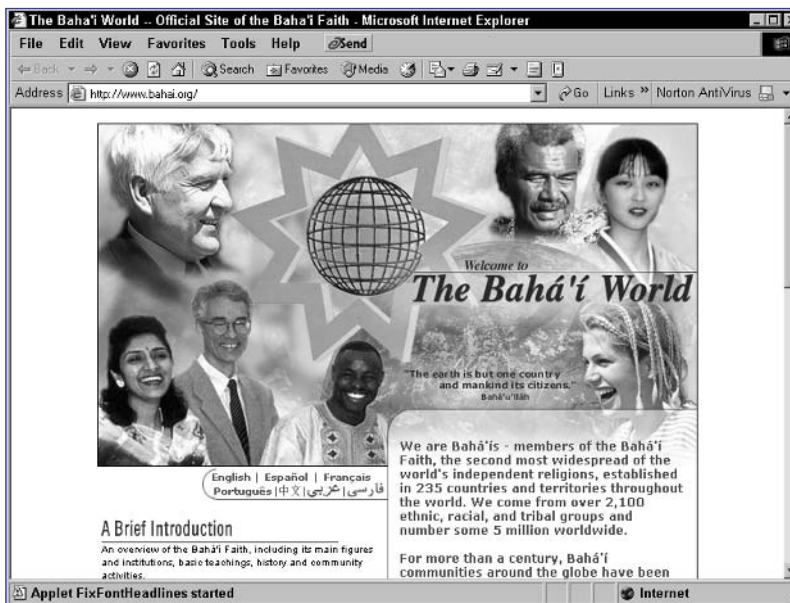 The Baha'i World -- Official Site of the Baha'i Faith - Microsoft Internet Explorer
File Edit View Favorites Tools Help Send
Back Search Favorites Media
Address http://www.bahai.org/ Go Links » Norton AntiVirus
Welcome to
The Bahá'í World
"The earth is but one country
and mankind its citizens."
Bahá'u'lláh
We are Bahá'ís - members of the Bahá'í
Faith, the second most widespread of the
world's independent religions, established
in 235 countries and territories throughout
the world. We come from over 2,100
ethnic, racial, and tribal groups and
number some 5 million worldwide.
For more than a century, Bahá'í
communities around the globe have been
English | Español | Français
Português | 中文 | عربي | فارسی
A Brief Introduction
An overview of the Bahá'í Faith, including its main figures
and institutions, basic teachings, history and community
activities.
Applet FixFontHeadlines started Internet